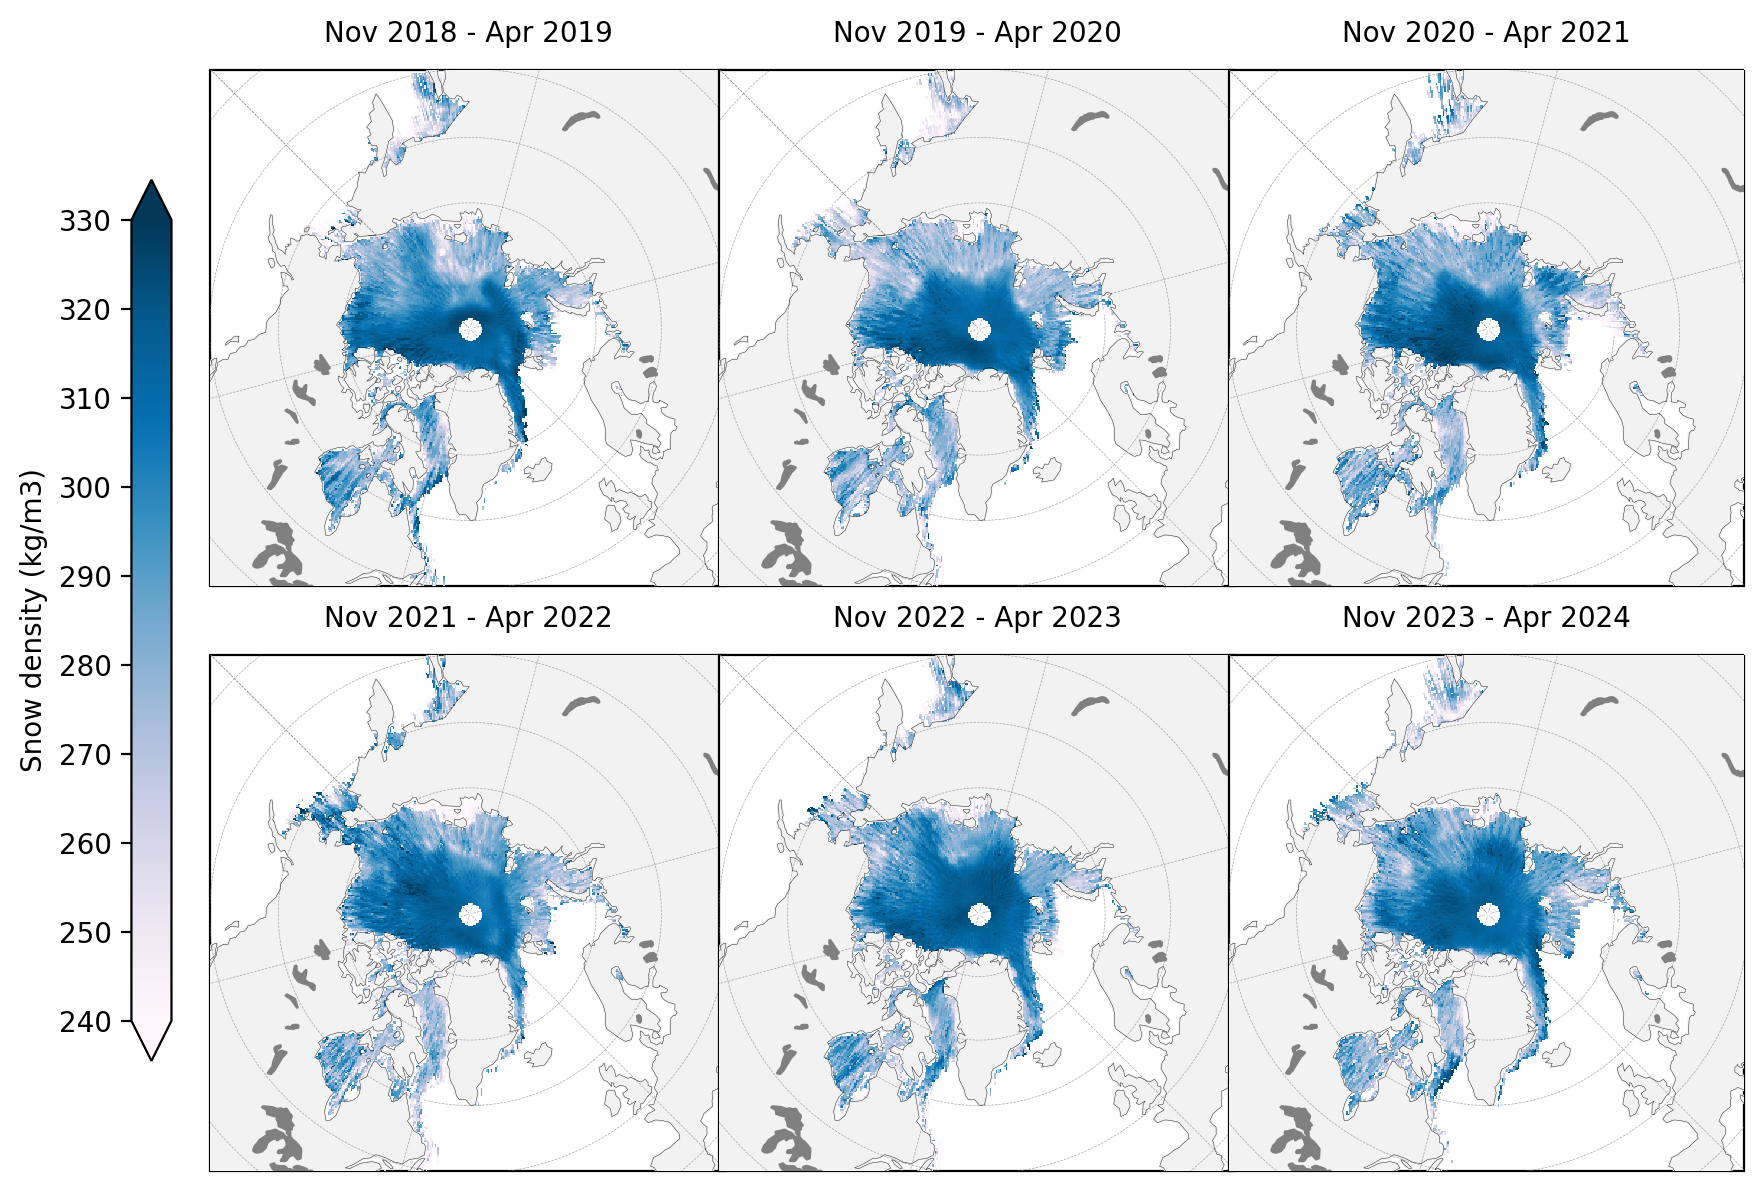 Nov 2018 - Apr 2019
Nov 2019 - Apr 2020
Nov 2020 - Apr 2021
330
320
310
300
290
280
270
260
250
240
Snow density (kg/m3)
Nov 2021 - Apr 2022
Nov 2022 - Apr 2023
Nov 2023 - Apr 2024